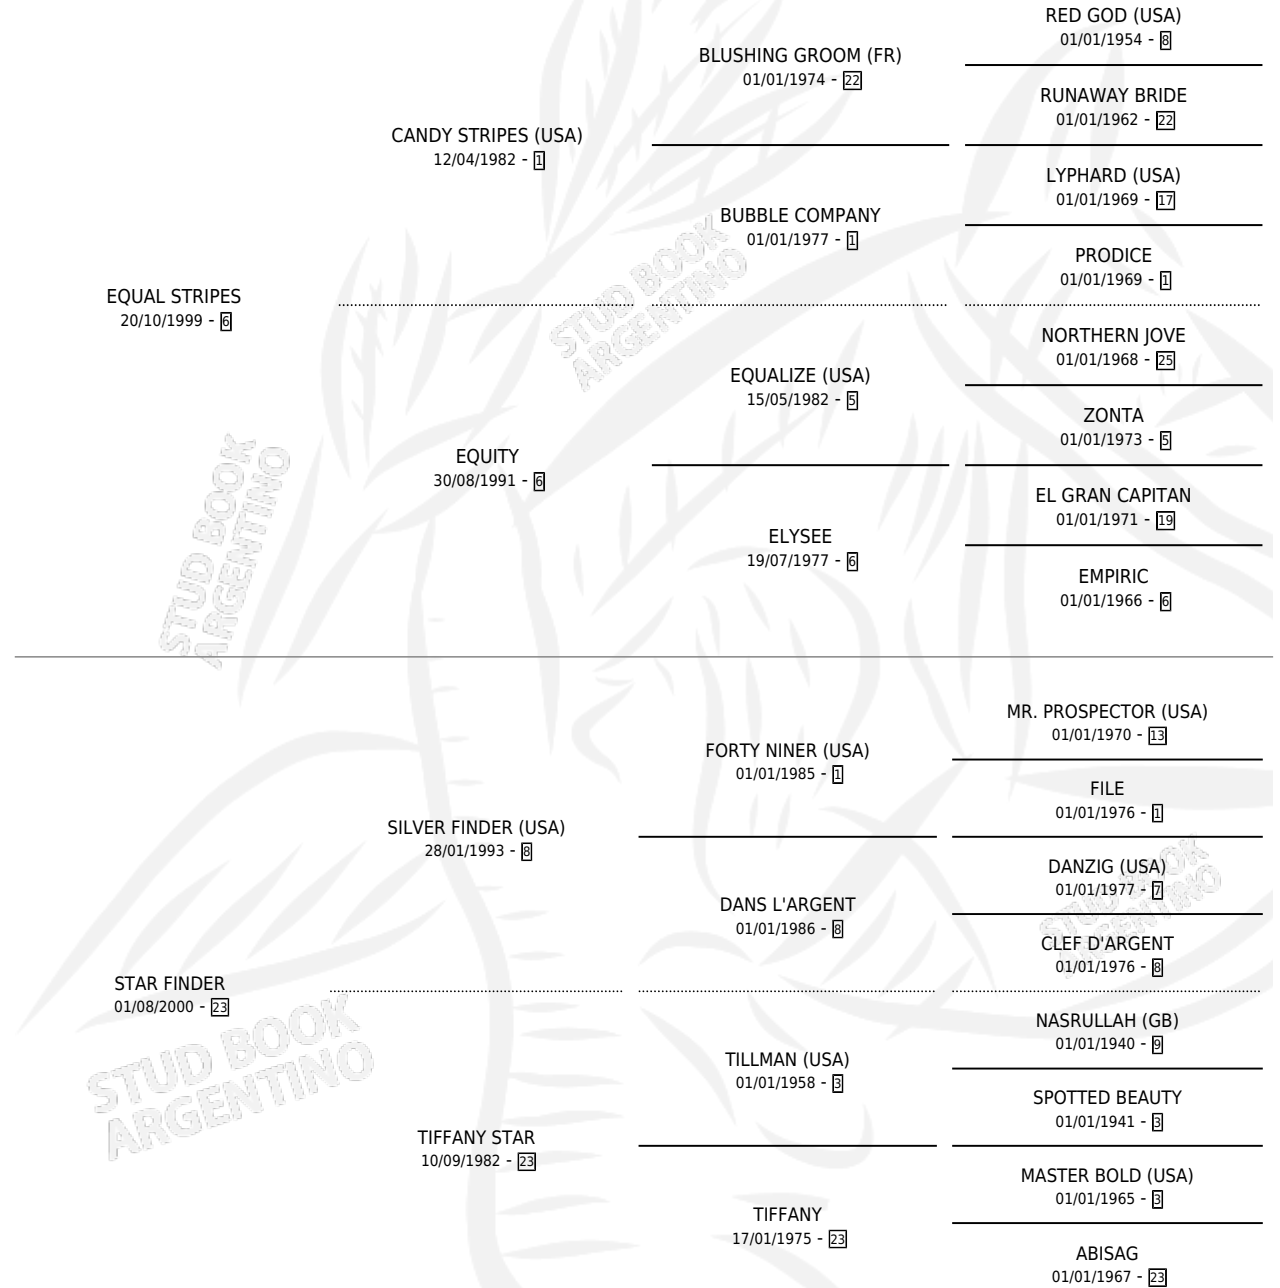 RED GOD (USA)
01/01/1954 - 8
BLUSHING GROOM (FR)
01/01/1974 - 22
RUNAWAY BRIDE
01/01/1962 - 22
CANDY STRIPES (USA)
12/04/1982 - 1
LYPHARD (USA)
01/01/1969 - 17
BUBBLE COMPANY
01/01/1977 - 1
PRODICE
01/01/1969 - 1
EQUAL STRIPES
20/10/1999 - 6
STUD BOOK
ARGENTINO
NORTHERN JOVE
01/01/1968 - 25
EQUALIZE (USA)
15/05/1982 - 5
ZONTA
01/01/1973 - 5
EQUITY
30/08/1991 - 6
EL GRAN CAPITAN
01/01/1971 - 19
ELYSEE
19/07/1977 - 6
EMPIRIC
01/01/1966 - 6
STUD BOOK
ARGENTINO
MR. PROSPECTOR (USA)
01/01/1970 - 13
FORTY NINER (USA)
01/01/1985 - 1
FILE
01/01/1976 - 1
SILVER FINDER (USA)
28/01/1993 - 8
DANZIG (USA)
01/01/1977 - 7
STUD BOOK
ARGENTINO
DANS L'ARGENT
01/01/1986 - 8
CLEF D'ARGENT
01/01/1976 - 8
STAR FINDER
01/08/2000 - 23
NASRULLAH (GB)
01/01/1940 - 9
STUD BOOK
ARGENTINO
TILLMAN (USA)
01/01/1958 - 3
SPOTTED BEAUTY
01/01/1941 - 3
TIFFANY STAR
10/09/1982 - 23
MASTER BOLD (USA)
01/01/1965 - 3
TIFFANY
17/01/1975 - 23
ABISAG
01/01/1967 - 23